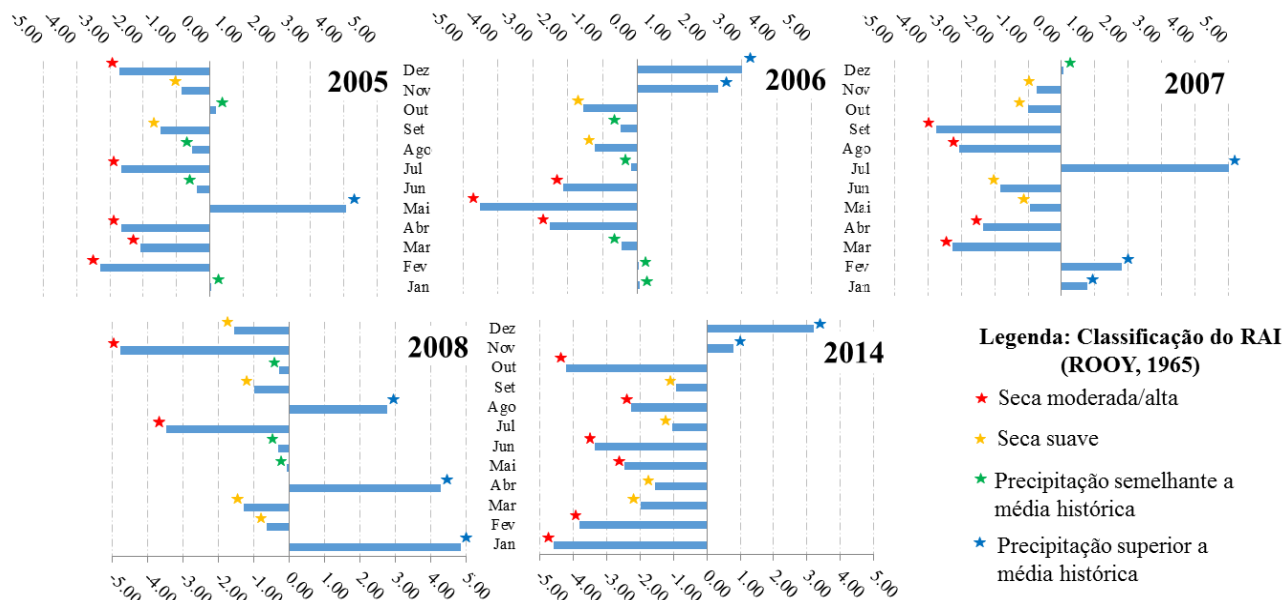 -5.00 -4.00 -3.00 -2.00 -1.00 0.00 1.00 2.00 3.00 4.00 5.00
-5.00 -4.00 -3.00 -2.00 -1.00 0.00 1.00 2.00 3.00 4.00 5.00
-5.00 -4.00 -3.00 -2.00 -1.00 0.00 1.00 2.00 3.00 4.00 5.00
2005
2006
2007
Dez
Nov
Out
Set
Ago
Jul
Jun
Mai
Abr
Mar
Fev
Jan
Dez
Nov
Out
Set
Ago
Jul
Jun
Mai
Abr
Mar
Fev
Jan
2008
2014
Dez
Nov
Out
Set
Ago
Jul
Jun
Mai
Abr
Mar
Fev
Jan
-5.00 -4.00 -3.00 -2.00 -1.00 0.00 1.00 2.00 3.00 4.00 5.00
-5.00 -4.00 -3.00 -2.00 -1.00 0.00 1.00 2.00 3.00 4.00 5.00
Legenda: Classificação do RAI
(ROOY, 1965)
Seca moderada/alta
Seca suave
Precipitação semelhante a
média histórica
Precipitação superior a
média histórica